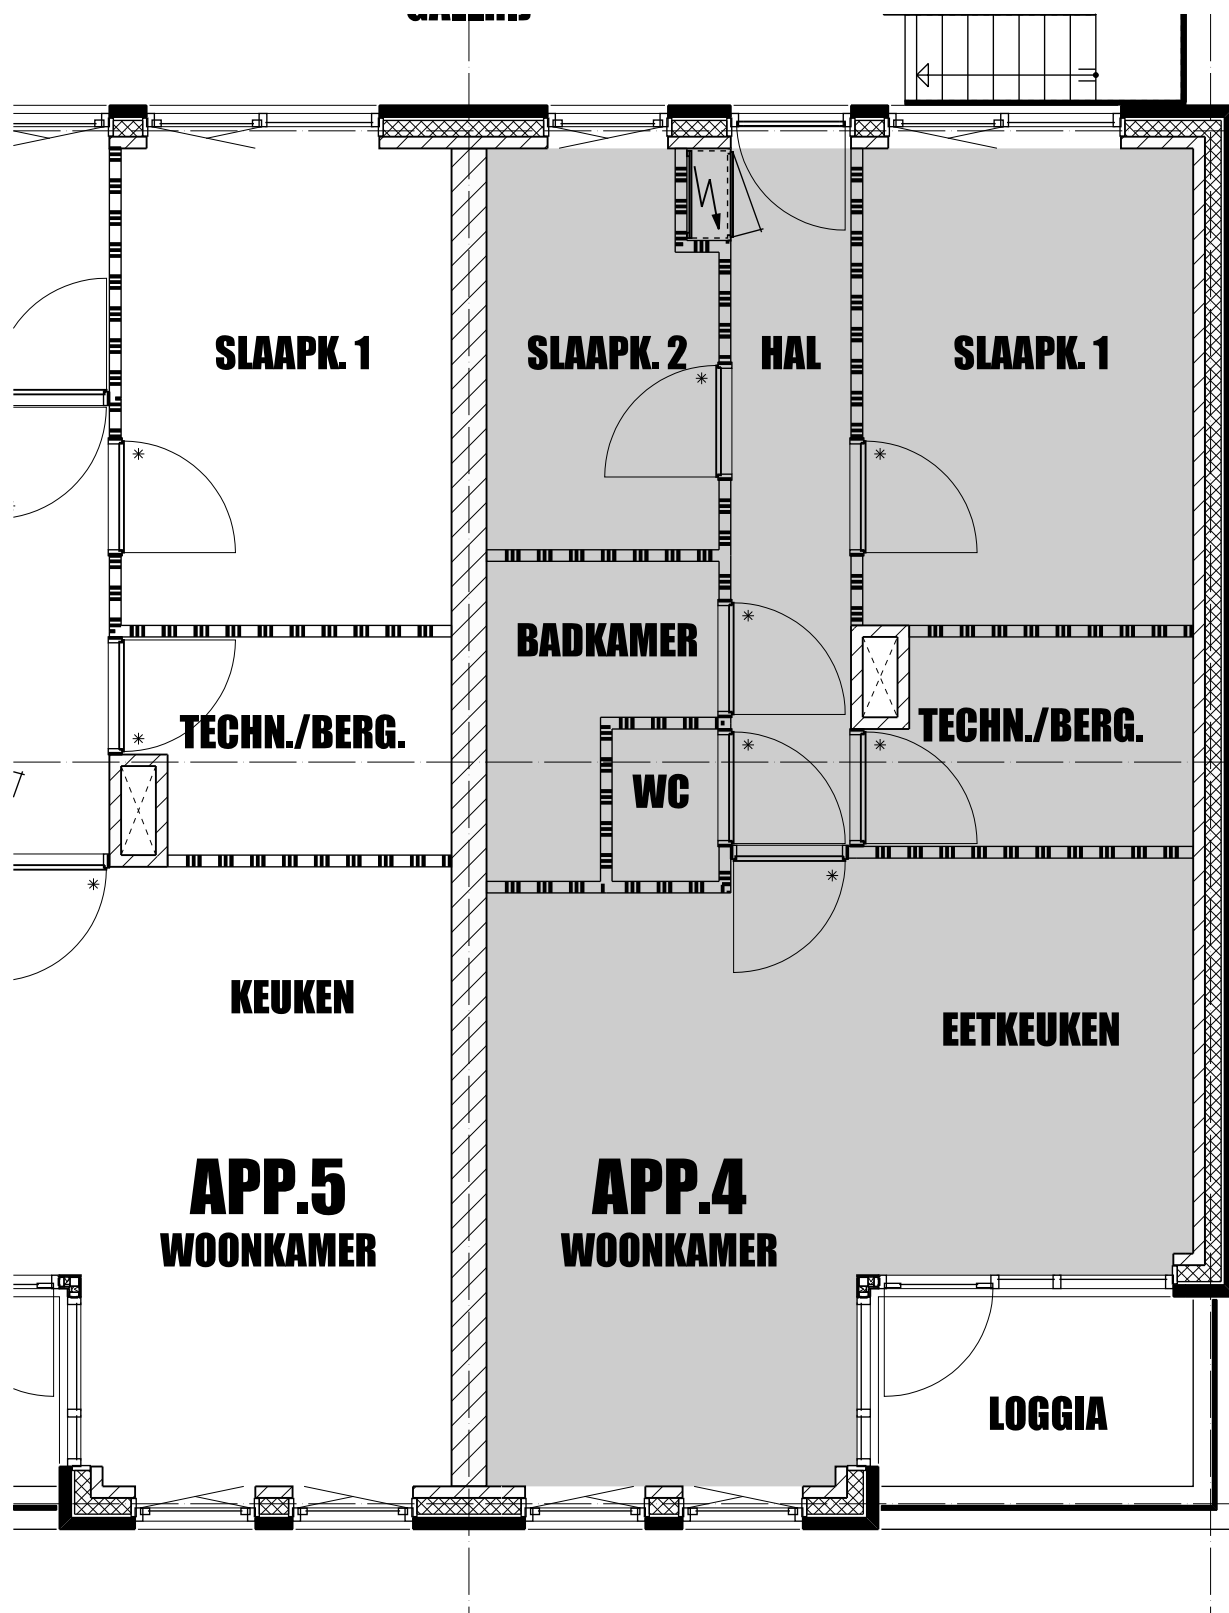 SLAAPK. 1
SLAAPK. 2
HAL
SLAAPK. 1
BADKAMER
TECHN./BERG.
TECHN./BERG.
WC
KEUKEN
EETKEUKEN
APP.5
WOONKAMER
APP.4
WOONKAMER
LOGGIA